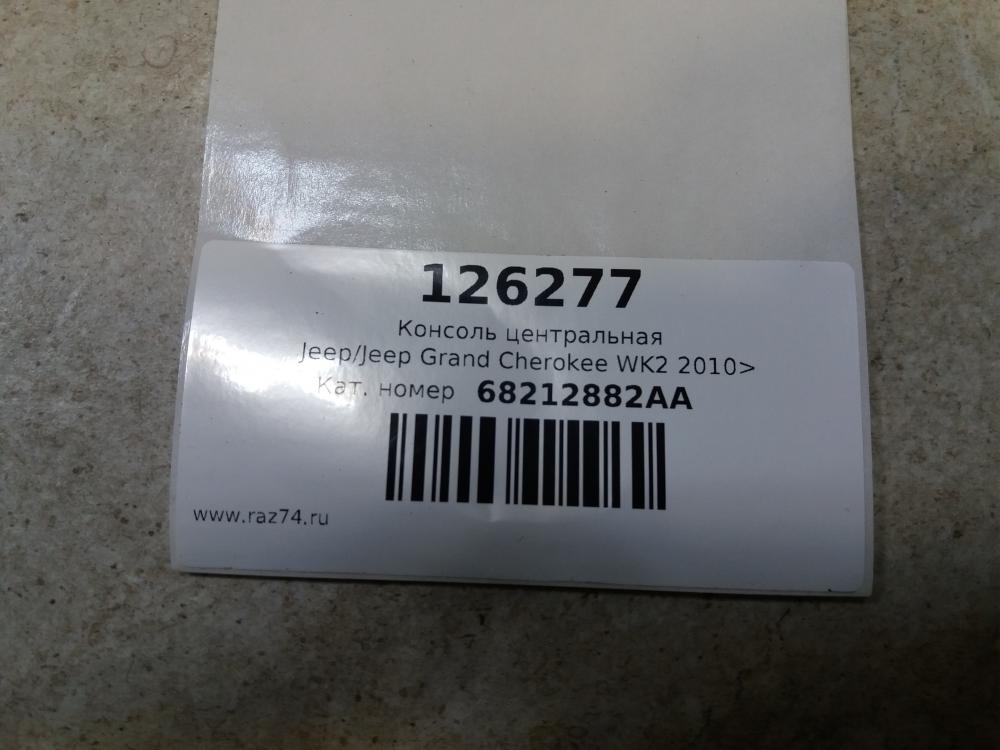 126277
Консоль центральная
Jeep/Jeep Grand Cherokee WK2 2010>
Кат. номер 68212882AA
www.raz74.ru